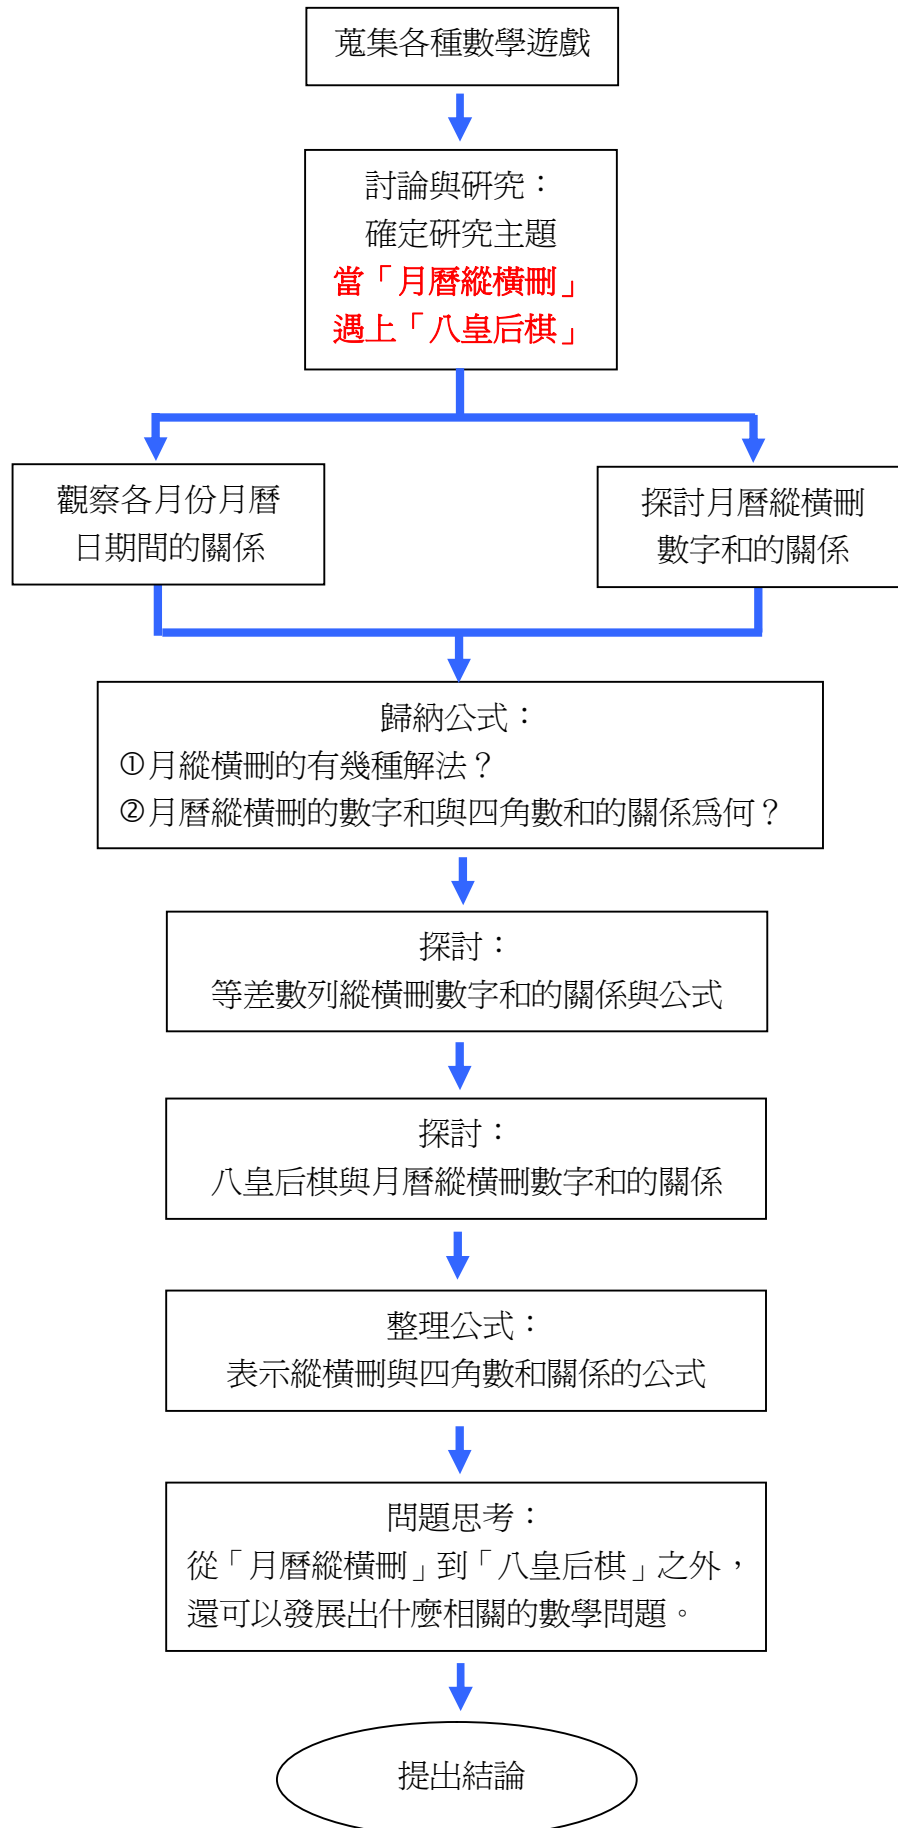 蒐集各種數學遊戲
討論與研究：
確定研究主題
當「月曆縱橫刪」
遇上「八皇后棋」
觀察各月份月曆
日期間的關係
探討月曆縱橫刪
數字和的關係
歸納公式：
①月縱橫刪的有幾種解法？
②月曆縱橫刪的數字和與四角數和的關係為何？
探討：
等差數列縱橫刪數字和的關係與公式
探討：
八皇后棋與月曆縱橫刪數字和的關係
整理公式：
表示縱橫刪與四角數和關係的公式
問題思考：
從「月曆縱橫刪」到「八皇后棋」之外，
還可以發展出什麼相關的數學問題。
提出結論